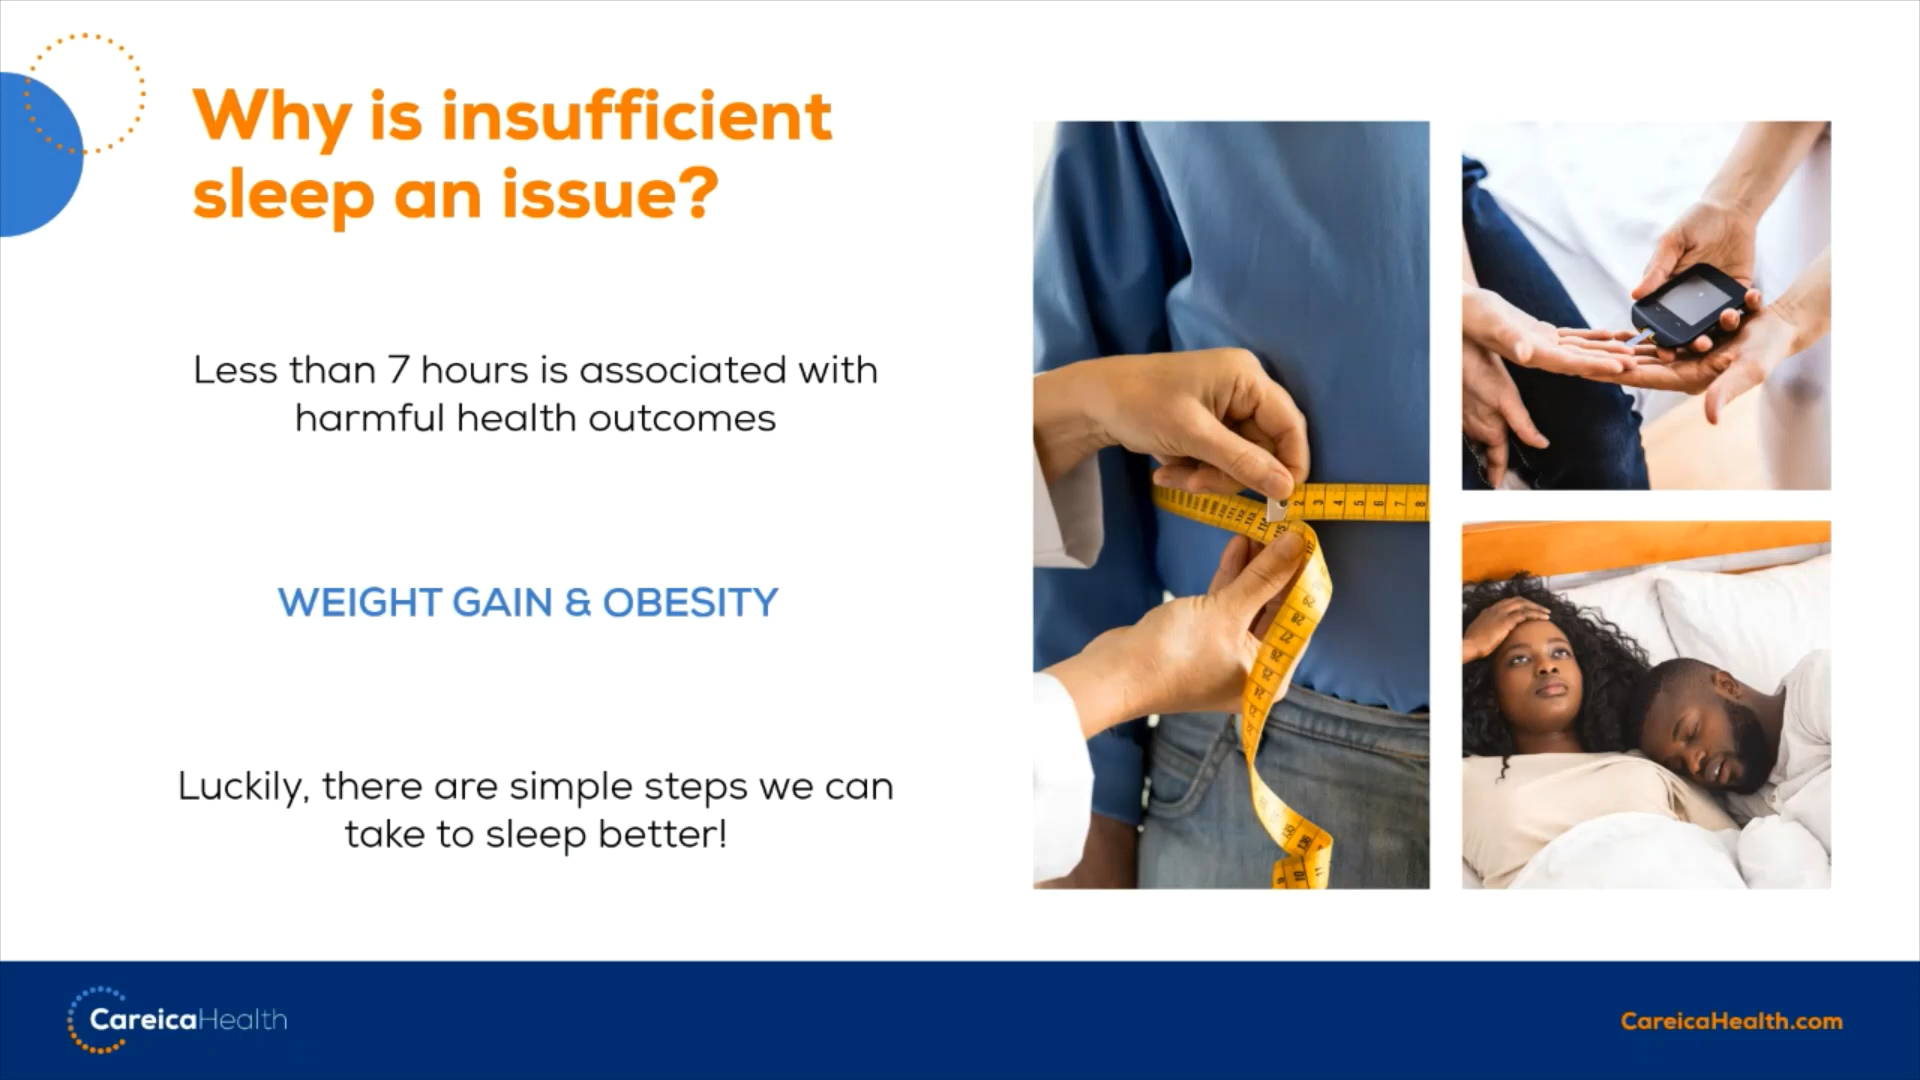 Why is insufficient
sleep an issue?
Less than 7 hours is associated with
harmful health outcomes
WEIGHT GAIN & OBESITY
Luckily, there are simple steps we can
take to sleep better!
CareicaHealth
CareicaHealth.com